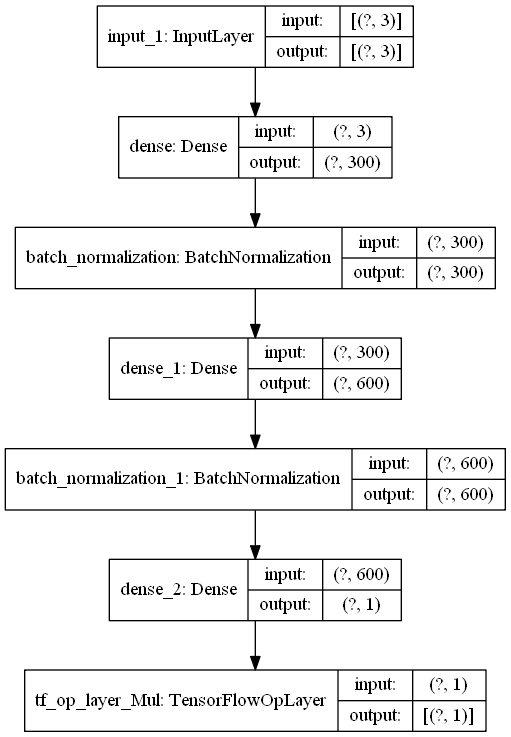 input_1: InputLayer
input:
[(?, 3)]
output:
[(?, 3)]
dense: Dense
input:
(?, 3)
output:
(?, 300)
batch_normalization: BatchNormalization
input:
(?, 300)
output:
(?, 300)
dense_1: Dense
input:
(?, 300)
output:
(?, 600)
batch_normalization_1: BatchNormalization
input:
(?, 600)
output:
(?, 600)
dense_2: Dense
input:
(?, 600)
output:
(?, 1)
tf_op_layer_Mul: TensorFlowOpLayer
input:
(?, 1)
output:
[(?, 1)]